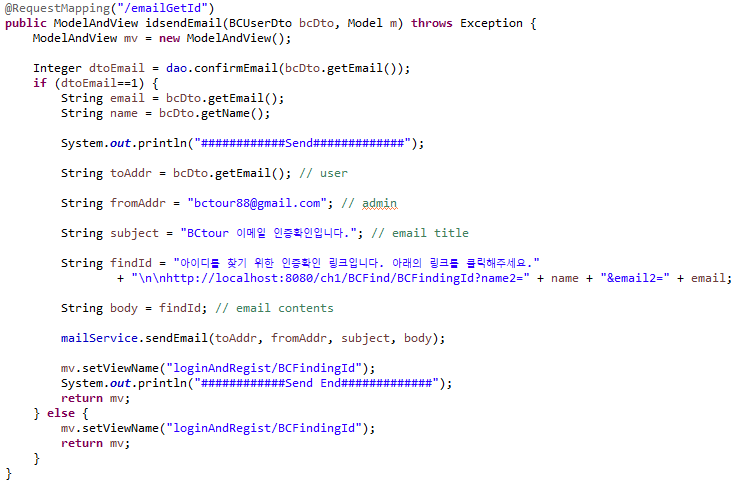 @RequestMapping("/emailGetId")
public ModelAndView idsendEmail(BCUserDto bcDto, Model m) throws Exception {
    ModelAndView mv = new ModelAndView();

    Integer dtoEmail = dao.confirmEmail(bcDto.getEmail());
    if (dtoEmail==1) {
        String email = bcDto.getEmail();
        String name = bcDto.getName();

        System.out.println("############Send#############");

        String toAddr = bcDto.getEmail(); // user

        String fromAddr = "bctour88@gmail.com"; // admin

        String subject = "BCtour 이메일 인증확인입니다."; // email title

        String findId = "아이디를 찾기 위한 인증확인 링크입니다. 아래의 링크를 클릭해주세요."
                + "\n\nhttp://localhost:8080/ch1/BCFind/BCFindingId?name2=" + name + "&email2=" + email;

        String body = findId; // email contents

        mailService.sendEmail(toAddr, fromAddr, subject, body);

        mv.setViewName("loginAndRegist/BCFindingId");
        System.out.println("############Send End#############");
        return mv;
    } else {
        mv.setViewName("loginAndRegist/BCFindingId");
        return mv;
    }
}